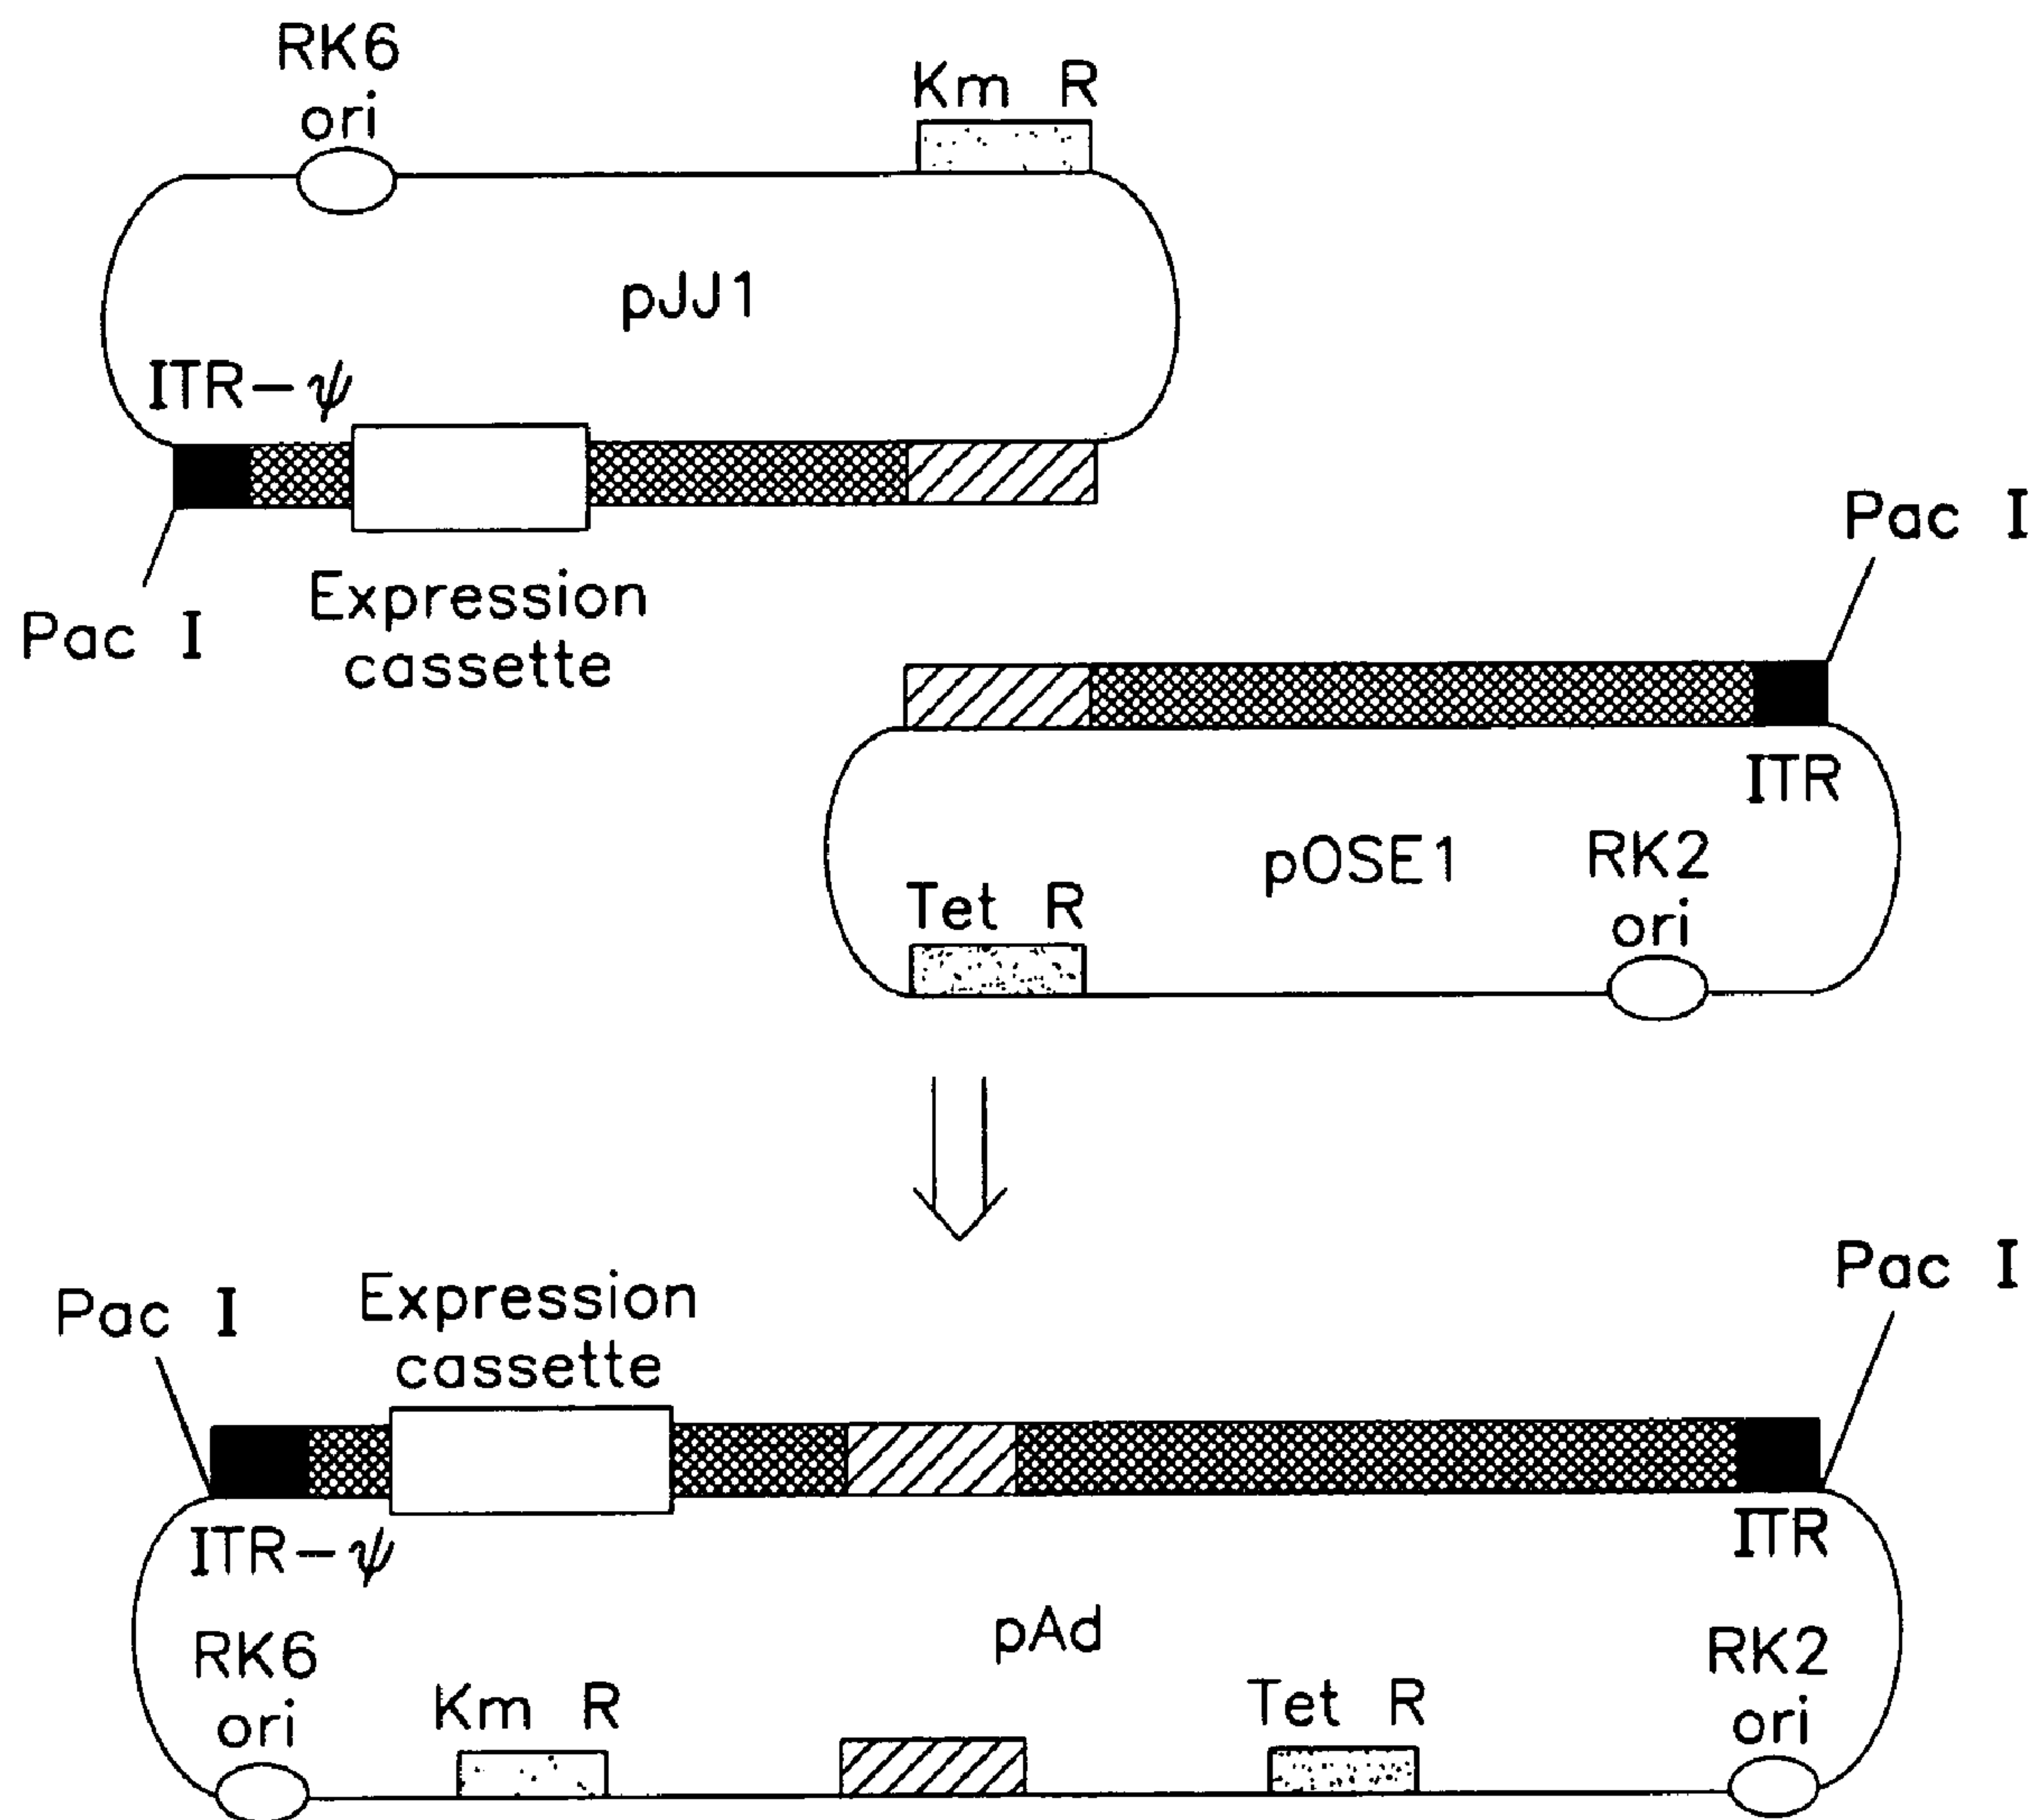 RK6
ori
Km R
pJJ1
ITR-ψ
Pac I
Expression
cassette
Pac I
ITR
pOSE1
RK2
ori
Tet R
Pac I
Expression
cassette
Pac I
ITR-ψ
ITR
pAd
RK6
ori
Km R
Tet R
RK2
ori